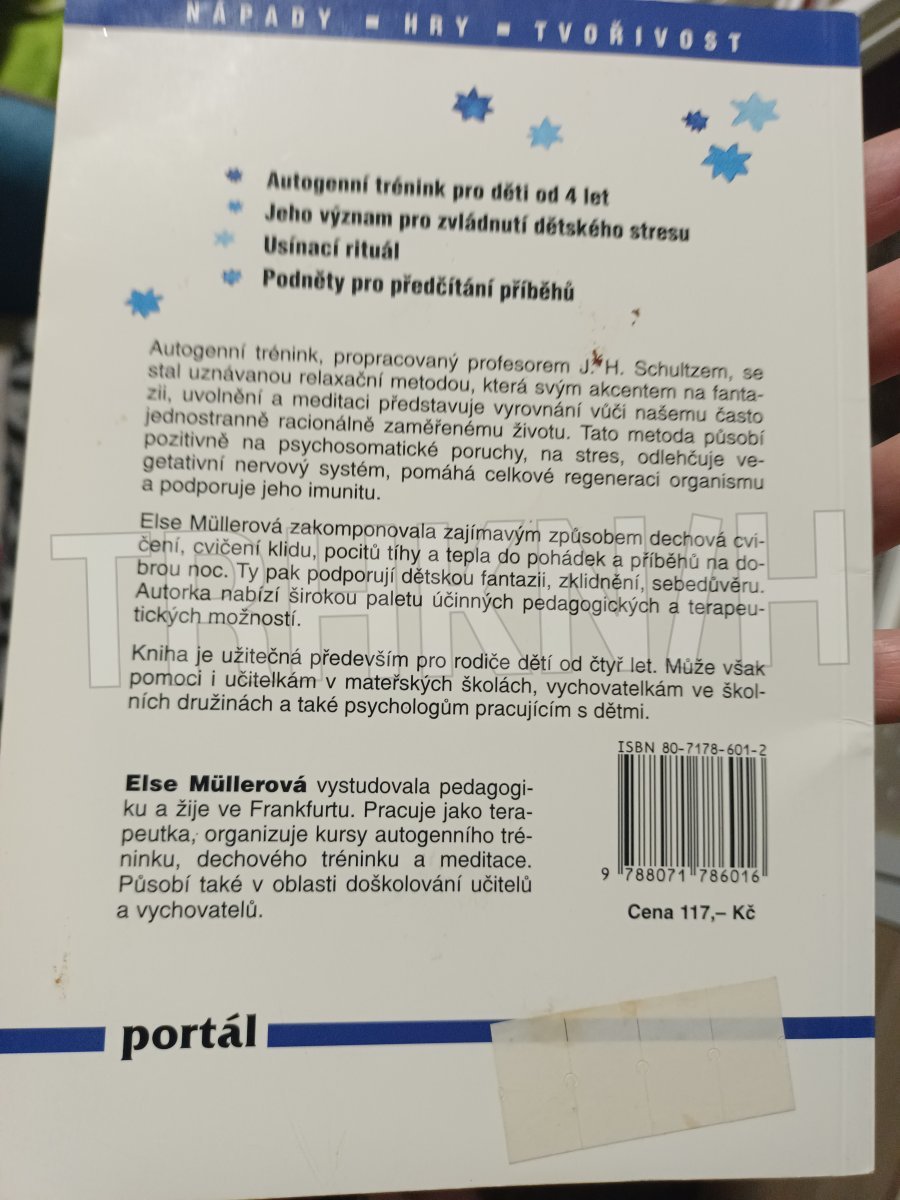 NÁPADY HRY TVOŘIVOST
Autogenní trénink pro děti od 4 let
Jeho význam pro zvládnutí dětského stresu
Usínací rituál
Podněty pro předčítání příběhů
Autogenní trénink, propracovaný profesorem J. H. Schultzem, se
stal uznávanou relaxační metodou, která svým akcentem na fanta-
zii, uvolnění a meditaci představuje vyrovnání vůči našemu často
jednostranně racionálně zaměřenému životu. Tato metoda působí
pozitivně na psychosomatické poruchy, na stres, odlehčuje ve-
getativní nervový systém, pomáhá celkové regeneraci organismu
a podporuje jeho imunitu.
Else Müllerová zakomponovala zajímavým způsobem dechová cvi-
čení, cvičení klidu, pocitů tíhy a tepla do pohádek a příběhů na do-
brou noc. Ty pak podporují dětskou fantazii, zklidnění, sebedůvěru.
Autorka nabízí širokou paletu účinných pedagogických a terapeu-
tických možností.
Kniha je užitečná především pro rodiče dětí od čtyř let. Může však
pomoci i učitelkám v mateřských školách, vychovatelkám ve škol-
ních družinách a také psychologům pracujícím s dětmi.
Else Müllerová vystudovala pedagogi-
ku a žije ve Frankfurtu. Pracuje jako tera-
peutka, organizuje kursy autogenního tré-
ninku, dechového tréninku a meditace.
Působí také v oblasti doškolování učitelů
a vychovatelů.
ISBN 80-7178-601-2
9 788071 786016
Cena 117,– Kč
portál